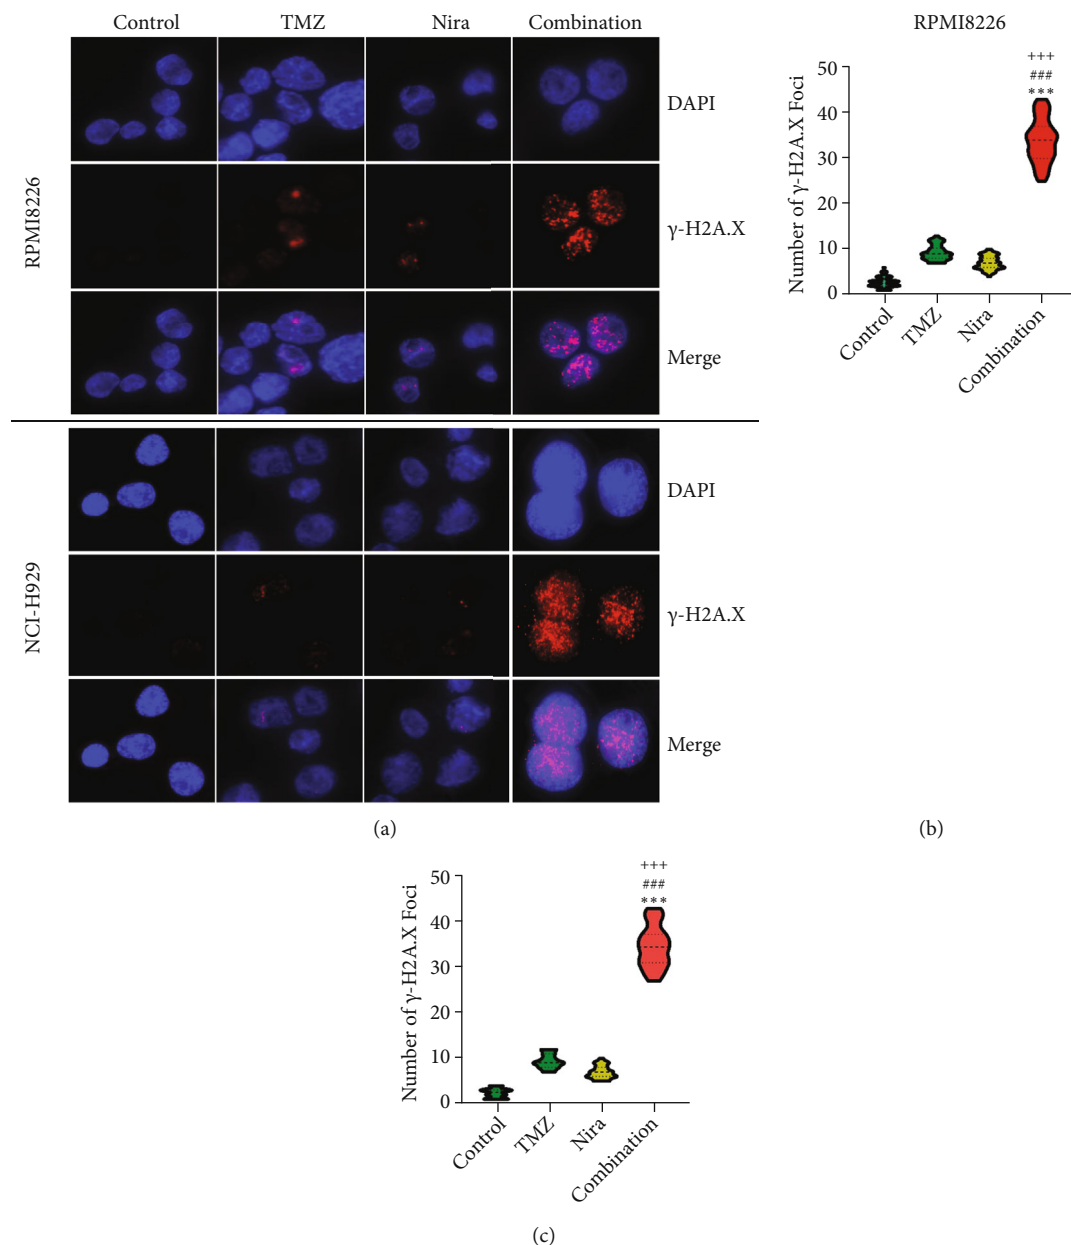 Control TMZ Nira Combination
RPMI8226
DAPI
γ-H2A.X
Merge
NCI-H929
DAPI
γ-H2A.X
Merge
(a)
RPMI8226
Number of γ-H2A.X Foci
50
40
30
20
10
0
+++
###
***
Control TMZ Nira Combination
(b)
Number of γ-H2A.X Foci
50
40
30
20
10
0
+++
###
***
Control TMZ Nira Combination
(c)